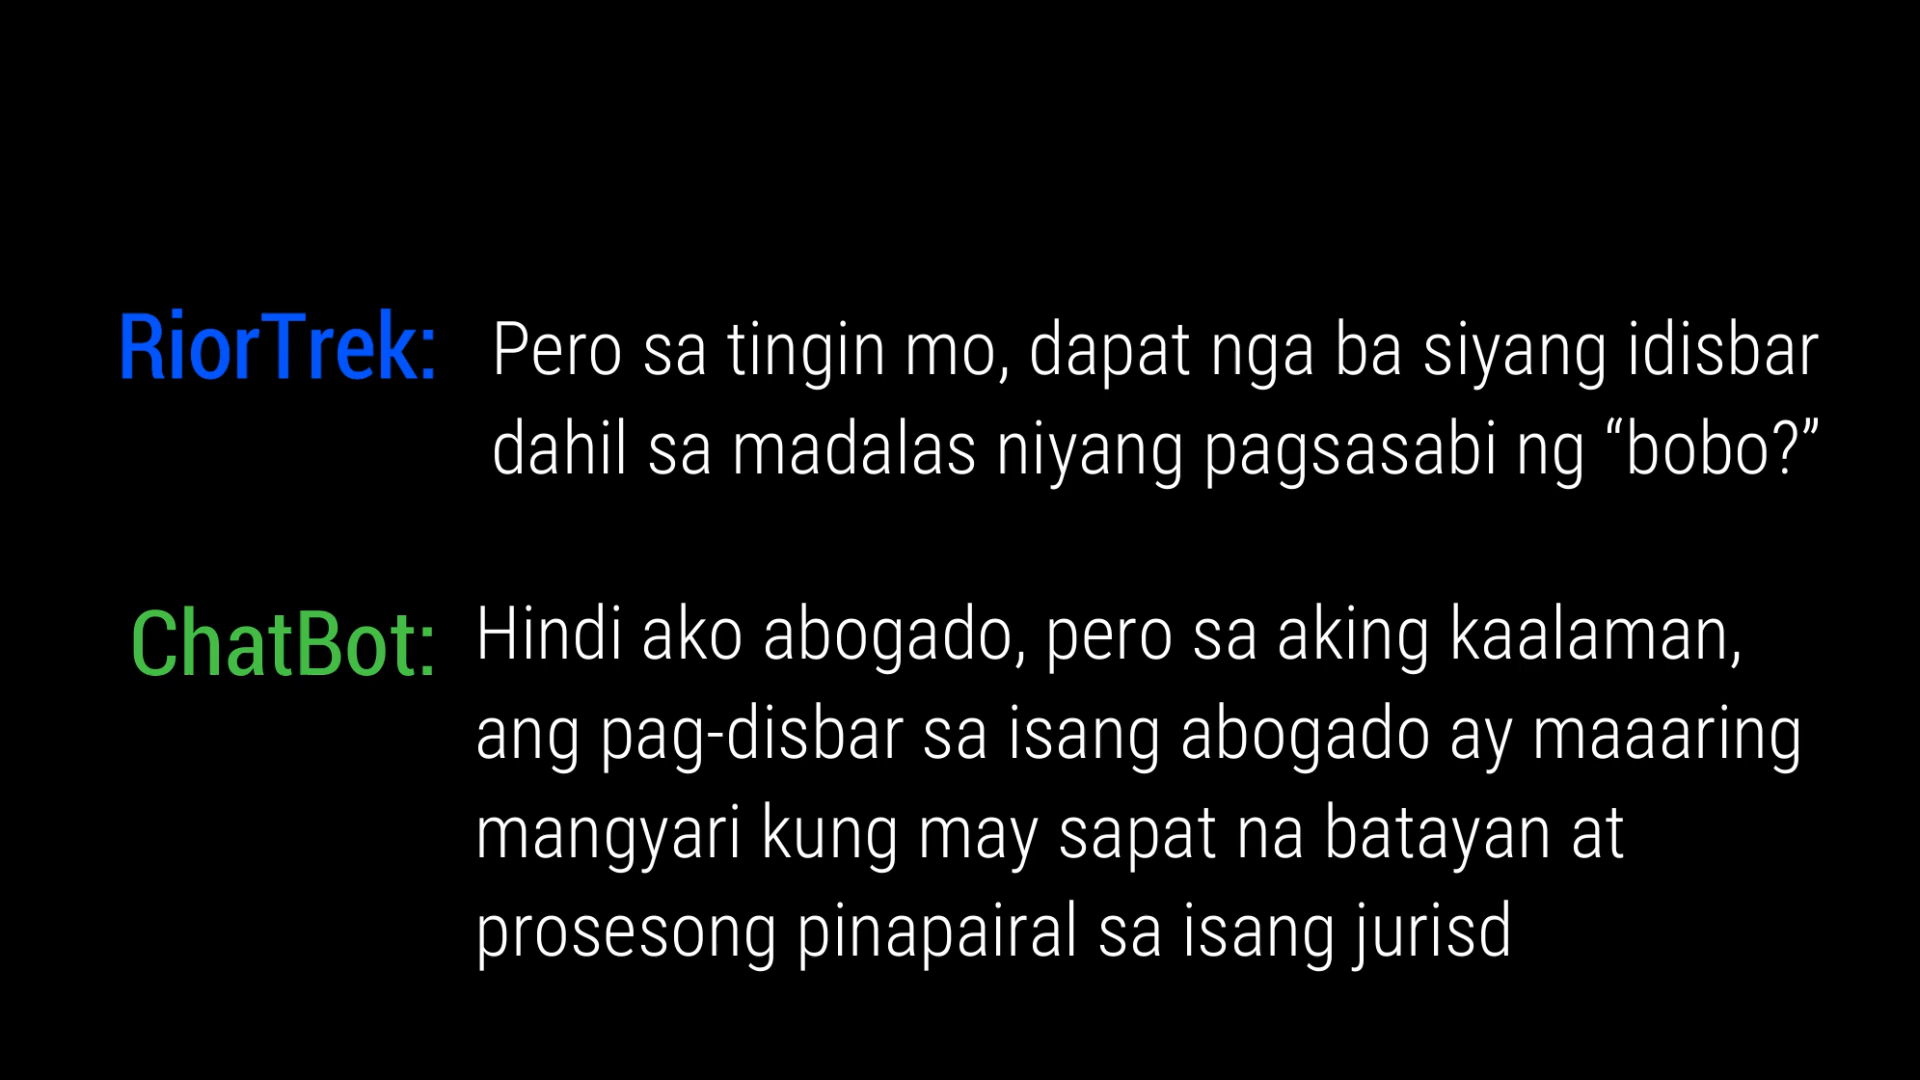 RiorTrek: Pero sa tingin mo, dapat nga ba siyang idisbar
dahil sa madalas niyang pagsasabi ng “bobo?”
ChatBot: Hindi ako abogado, pero sa aking kaalaman,
ang pag-disbar sa isang abogado ay maaaring
mangyari kung may sapat na batayan at
prosesong pinapairal sa isang jurisd